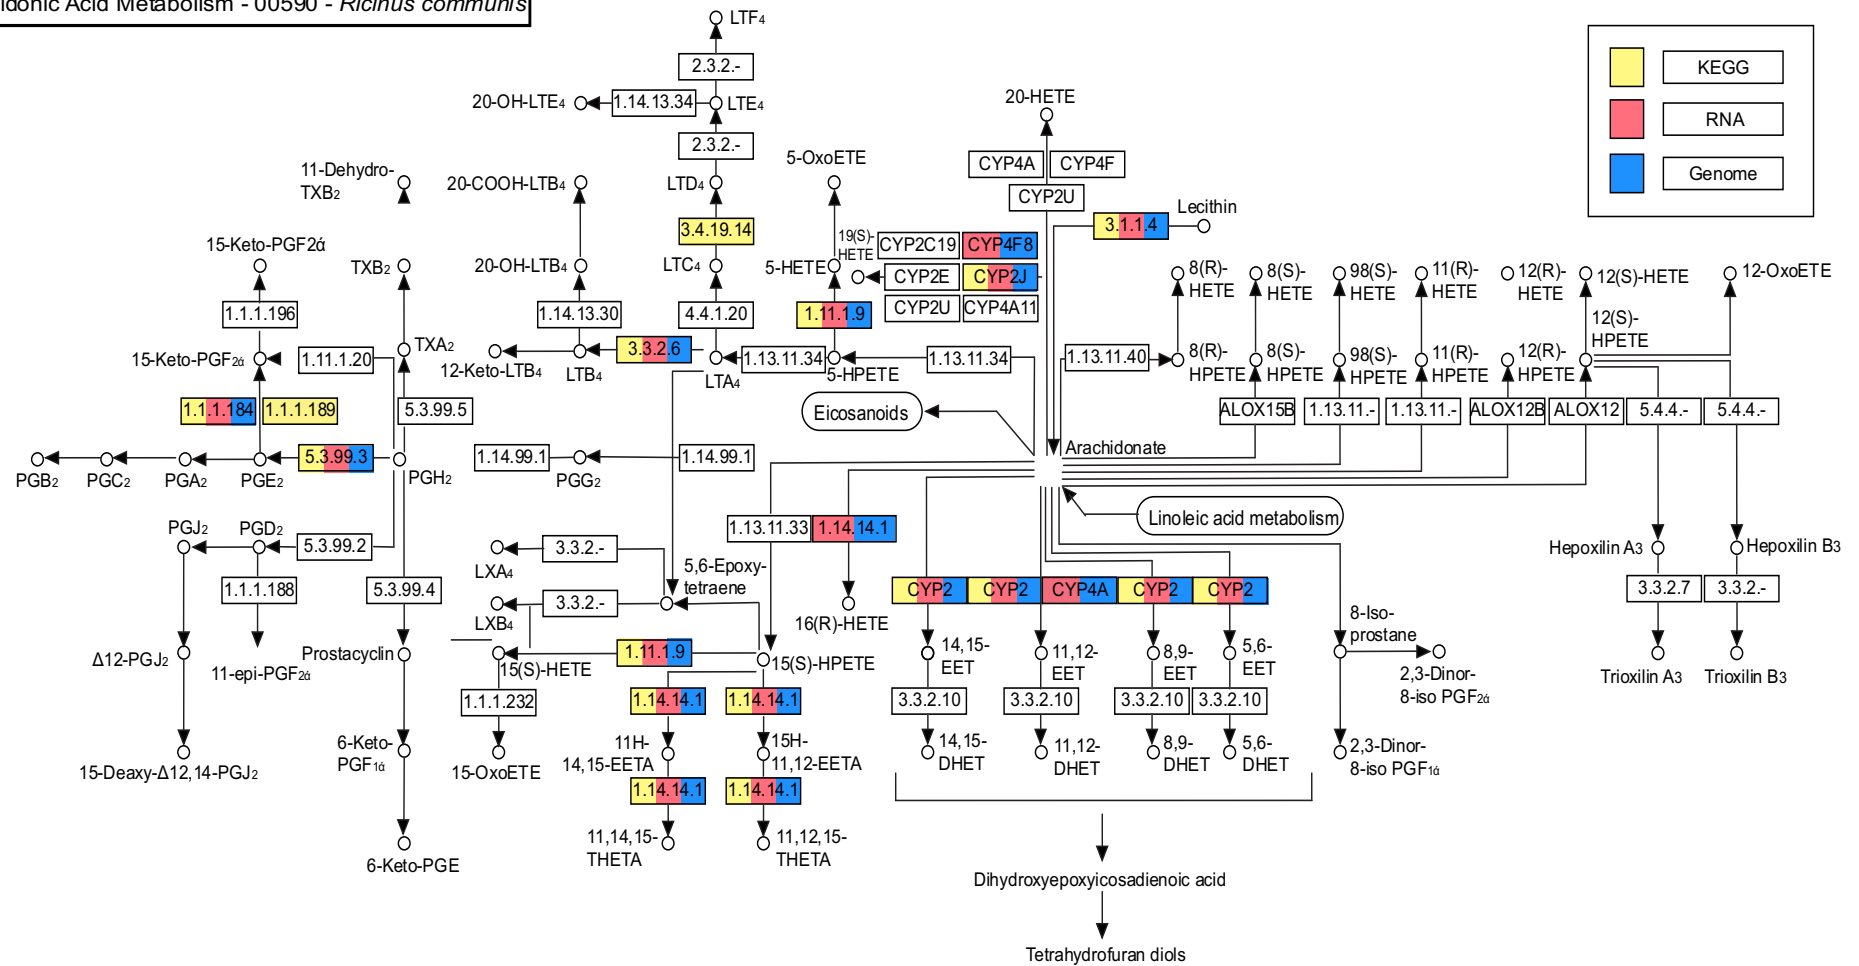 idonic Acid Metabolism - 00590 - Ricinus communis
KEGG
RNA
Genome
LTF4
2.3.2.-
20-OH-LTE4
1.14.13.34
LTE4
2.3.2.-
11-Dehydro-
TXB2
20-COOH-LTB4
LTD4
5-OxoETE
3.4.19.14
15-Keto-PGF2ά
TXB2
20-OH-LTB4
LTC4
5-HETE
1.1.1.196
1.14.13.30
4.4.1.20
1.11.1.9
15-Keto-PGF2ά
1.11.1.20
TXA2
12-Keto-LTB4
LTB4
3.3.2.6
LTA4
1.13.11.34
5-HPETE
1.13.11.34
20-HETE
CYP4A
CYP4F
CYP2U
3.1.1.4
Lecithin
19(S)-
HETE
CYP2C19
CYP4F8
CYP2E
CYP2J
CYP2U
CYP4A11
8(R)-
HETE
8(S)-
HETE
98(S)-
HETE
11(R)-
HETE
12(R)-
HETE
12(S)-HETE
12-OxoETE
12(S)-
HPETE
1.13.11.40
8(R)-
HPETE
8(S)-
HPETE
98(S)-
HPETE
11(R)-
HPETE
12(R)-
HPETE
ALOX15B
1.13.11.-
1.13.11.-
ALOX12B
ALOX12
5.4.4.-
5.4.4.-
1.1.1.184
1.1.1.189
5.3.99.5
Eicosanoids
Arachidonate
PGB2
PGC2
PGA2
PGE2
5.3.99.3
PGH2
1.14.99.1
PGG2
1.14.99.1
Linoleic acid metabolism
PGJ2
PGD2
5.3.99.2
1.13.11.33
1.14.14.1
LXA4
3.3.2.-
5,6-Epoxy-
tetraene
Hepoxilin A3
Hepoxilin B3
1.1.1.188
5.3.99.4
LXB4
3.3.2.-
16(R)-HETE
CYP2
CYP2
CYP4A
CYP2
CYP2
3.3.2.7
3.3.2.-
8-Iso-
prostane
Δ12-PGJ2
11-epi-PGF2ά
Prostacyclin
15(S)-HETE
1.11.1.9
15(S)-HPETE
14,15-
EET
11,12-
EET
8,9-
EET
5,6-
EET
2,3-Dinor-
8-iso PGF2ά
Trioxilin A3
Trioxilin B3
1.1.1.232
1.14.14.1
1.14.14.1
3.3.2.10
3.3.2.10
3.3.2.10
3.3.2.10
15-Deaxy-Δ12,14-PGJ2
6-Keto-
PGF1ά
15-OxoETE
11H-
14,15-EETA
15H-
11,12-EETA
14,15-
DHET
11,12-
DHET
8,9-
DHET
5,6-
DHET
2,3-Dinor-
8-iso PGF1ά
1.14.14.1
1.14.14.1
6-Keto-PGE
11,14,15-
THETA
11,12,15-
THETA
Dihydroxyepoxyicosadienoic acid
Tetrahydrofuran diols